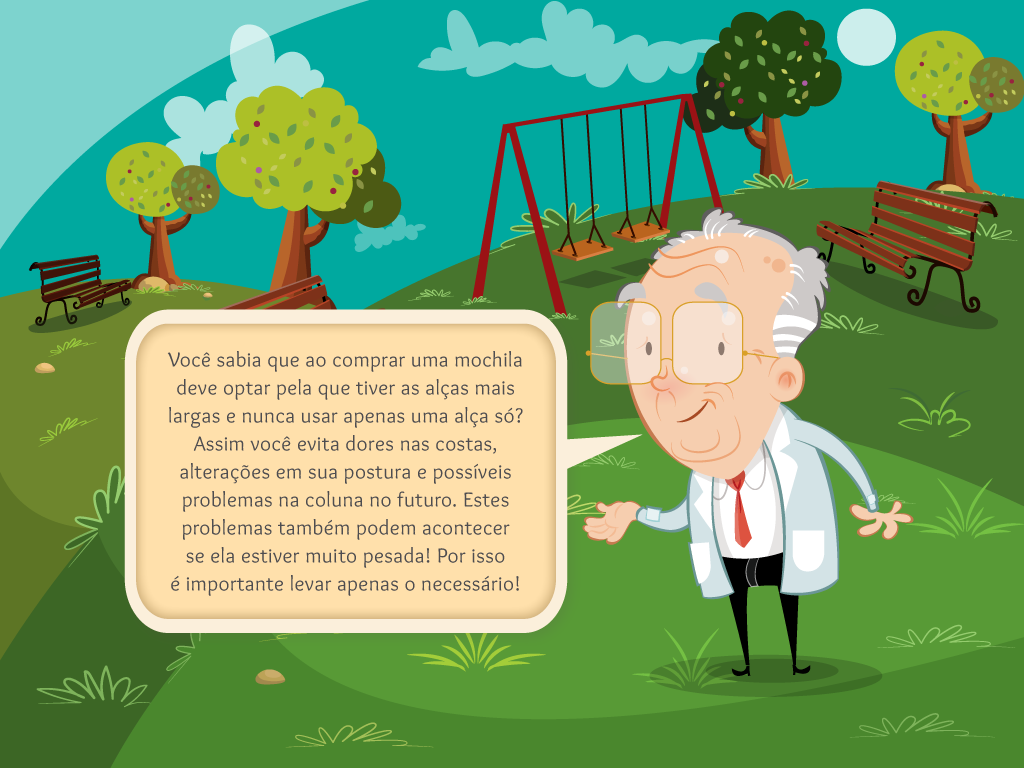 Você sabia que ao comprar uma mochila
deve optar pela que tiver as alças mais
largas e nunca usar apenas uma alça só?
Assim você evita dores nas costas,
alterações em sua postura e possíveis
problemas na coluna no futuro. Estes
problemas também podem acontecer
se ela estiver muito pesada! Por isso
é importante levar apenas o necessário!